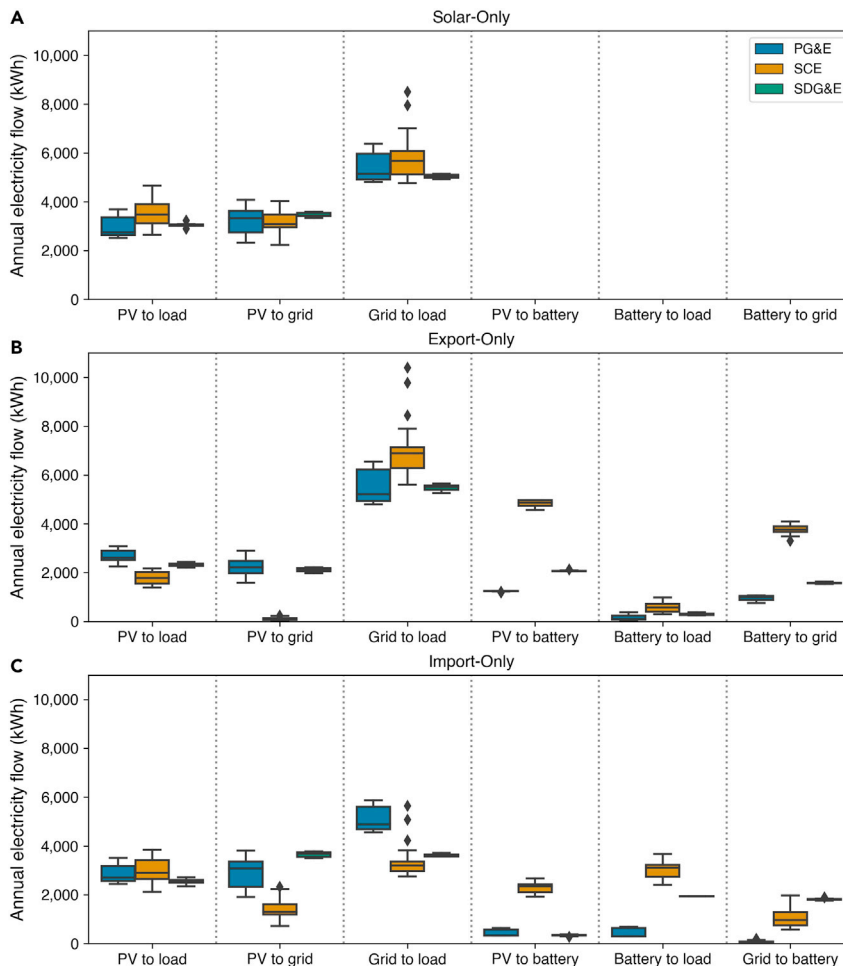 A
Solar-Only
Annual electricity flow (kWh)
10,000
8,000
6,000
4,000
2,000
0
PG&E
SCE
SDG&E
PV to load
PV to grid
Grid to load
PV to battery
Battery to load
Battery to grid
B
Export-Only
Annual electricity flow (kWh)
10,000
8,000
6,000
4,000
2,000
0
PV to load
PV to grid
Grid to load
PV to battery
Battery to load
Battery to grid
C
Import-Only
Annual electricity flow (kWh)
10,000
8,000
6,000
4,000
2,000
0
PV to load
PV to grid
Grid to load
PV to battery
Battery to load
Grid to battery